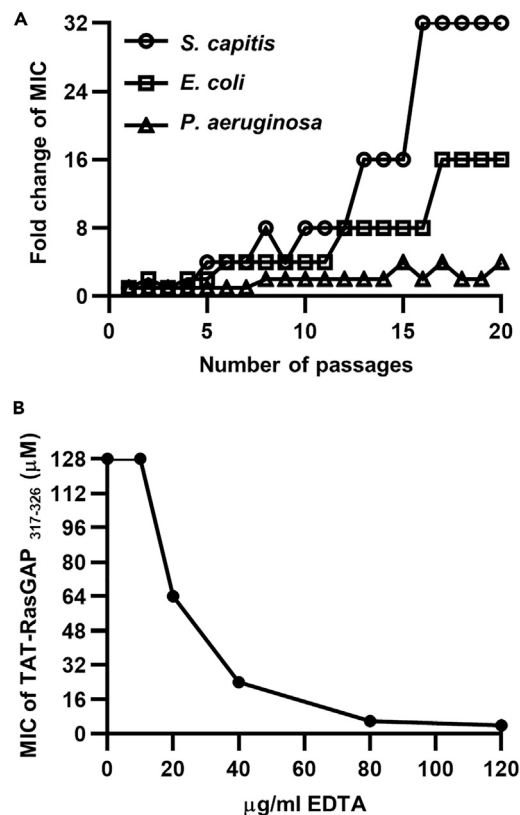 A
Fold change of MIC
32
24
16
8
0
S. capitis
E. coli
P. aeruginosa
0 5 10 15 20
Number of passages
B
MIC of TAT-RasGAP 317-326 (μM)
128
112
96
80
64
48
32
16
0
0 20 40 60 80 100 120
μg/ml EDTA